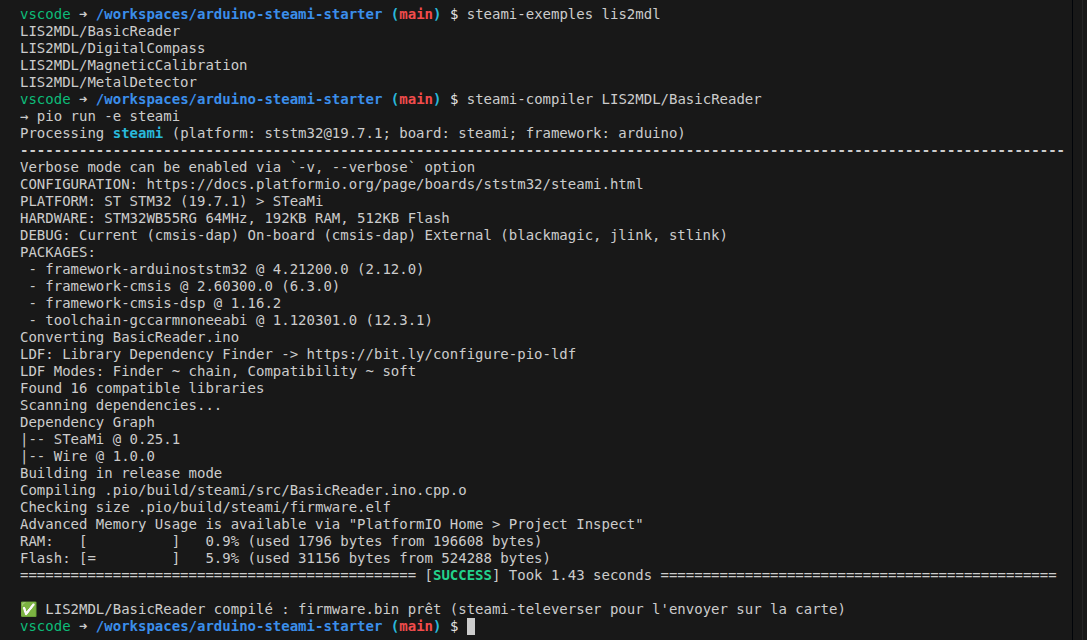 vscode ➜ /workspaces/arduino-steami-starter (main) $ steami-exemples lis2mdl
LIS2MDL/BasicReader
LIS2MDL/DigitalCompass
LIS2MDL/MagneticCalibration
LIS2MDL/MetalDetector
vscode ➜ /workspaces/arduino-steami-starter (main) $ steami-compiler LIS2MDL/BasicReader
→ pio run -e steami
Processing steami (platform: ststm32@19.7.1; board: steami; framework: arduino)
----------------------------------------------------------------------------------------------------------------------------
Verbose mode can be enabled via `-v, --verbose` option
CONFIGURATION: https://docs.platformio.org/page/boards/ststm32/steami.html
PLATFORM: ST STM32 (19.7.1) > STeaMi
HARDWARE: STM32WB55RG 64MHz, 192KB RAM, 512KB Flash
DEBUG: Current (cmsis-dap) On-board (cmsis-dap) External (blackmagic, jlink, stlink)
PACKAGES:
 - framework-arduinoststm32 @ 4.21200.0 (2.12.0)
 - framework-cmsis @ 2.60300.0 (6.3.0)
 - framework-cmsis-dsp @ 1.16.2
 - toolchain-gccarmnoneeabi @ 1.120301.0 (12.3.1)
Converting BasicReader.ino
LDF: Library Dependency Finder -> https://bit.ly/configure-pio-ldf
LDF Modes: Finder ~ chain, Compatibility ~ soft
Found 16 compatible libraries
Scanning dependencies...
Dependency Graph
|-- STeaMi @ 0.25.1
|-- Wire @ 1.0.0
Building in release mode
Compiling .pio/build/steami/src/BasicReader.ino.cpp.o
Checking size .pio/build/steami/firmware.elf
Advanced Memory Usage is available via "PlatformIO Home > Project Inspect"
RAM:   [          ]   0.9% (used 1796 bytes from 196608 bytes)
Flash: [=         ]   5.9% (used 31156 bytes from 524288 bytes)
=============================================== [SUCCESS] Took 1.43 seconds ===============================================
✅ LIS2MDL/BasicReader compilé : firmware.bin prêt (steami-televerser pour l'envoyer sur la carte)
vscode ➜ /workspaces/arduino-steami-starter (main) $